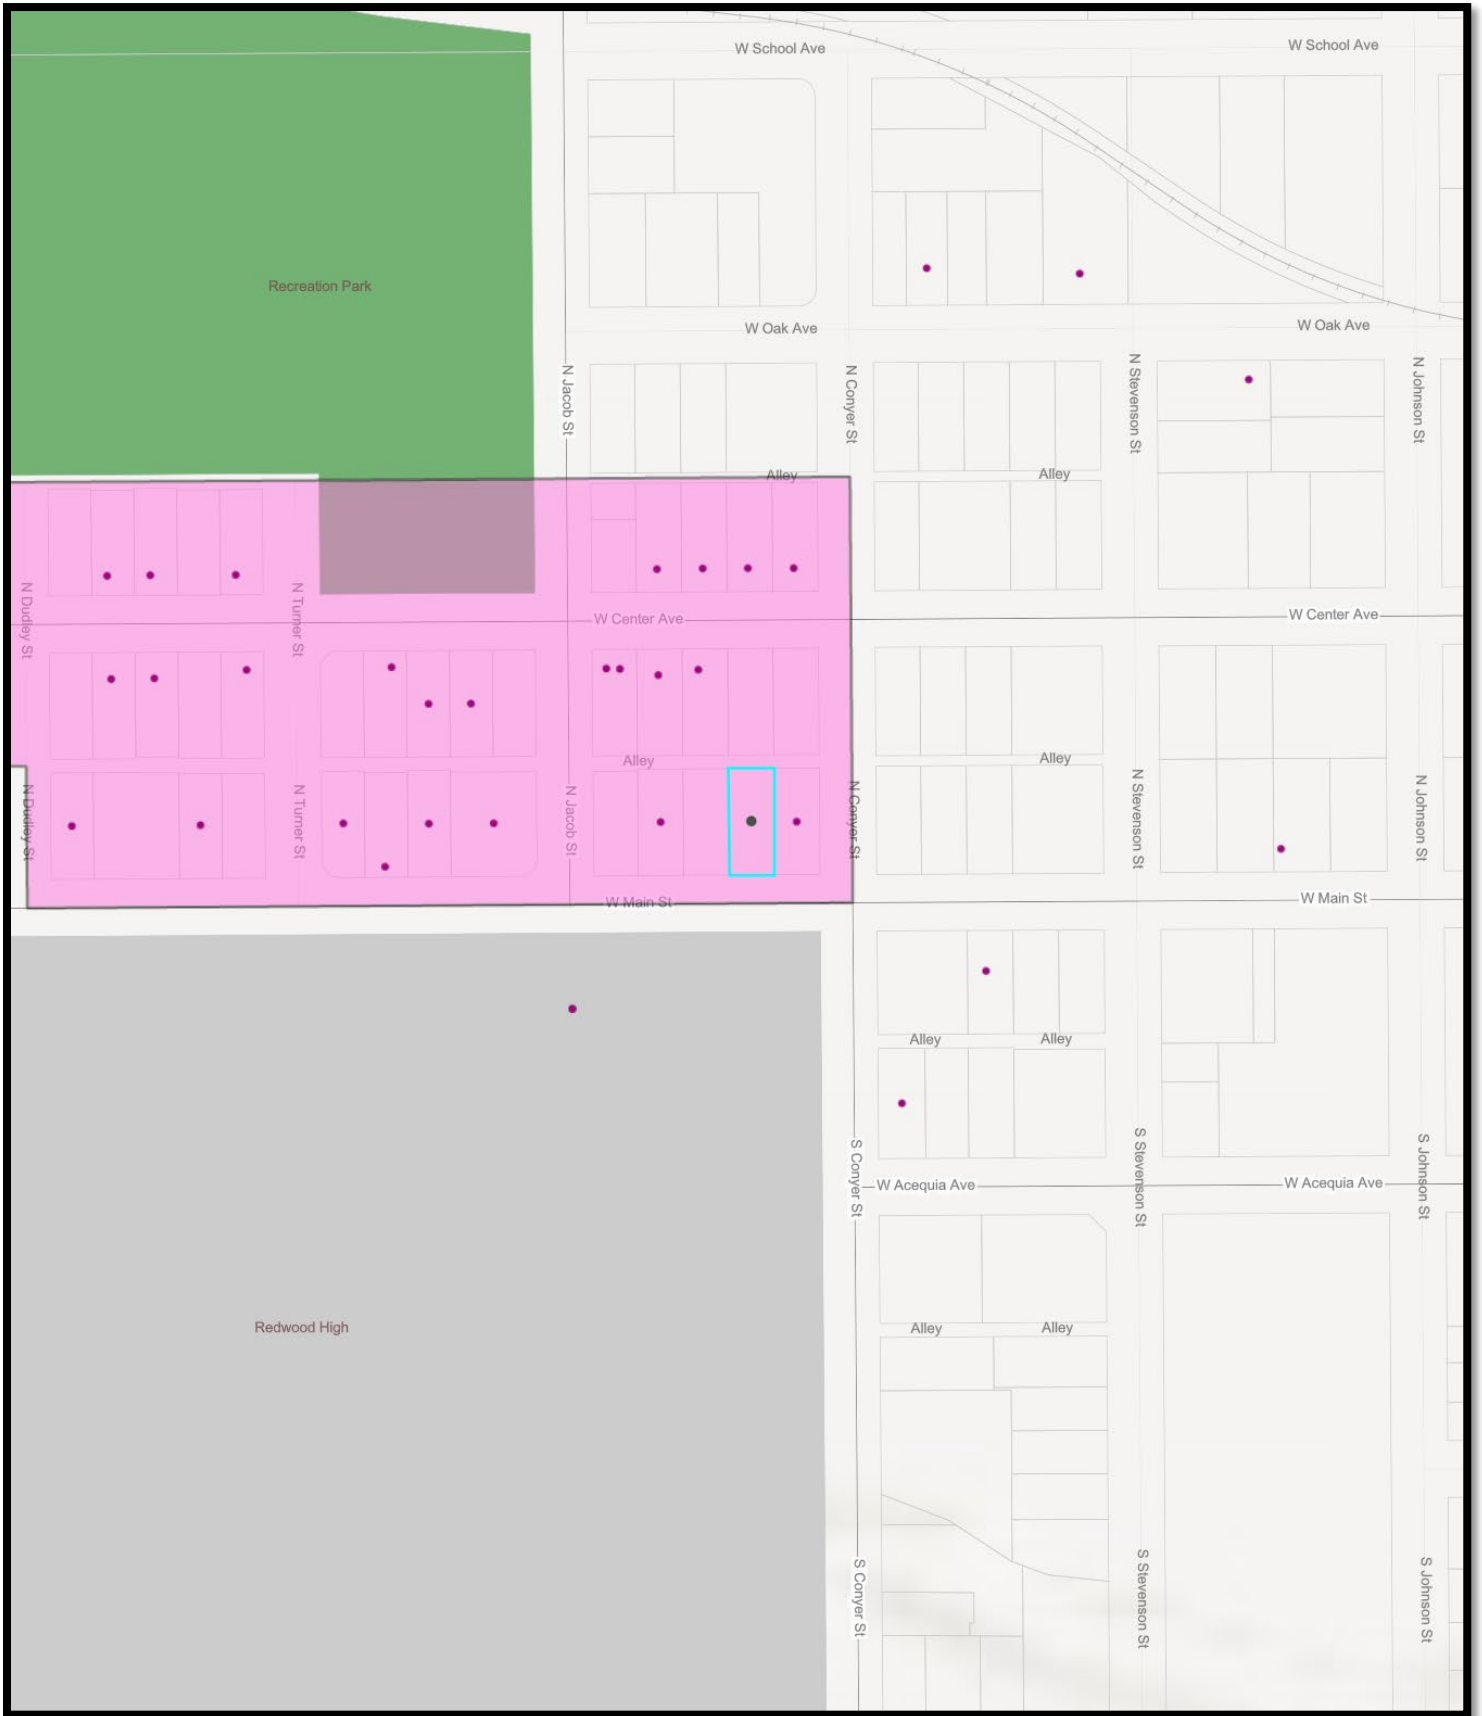 W School Ave
W School Ave
Recreation Park
W Oak Ave
W Oak Ave
N Jacob St
N Conyer St
N Stevenson St
N Johnson St
Alley
Alley
N Dudley St
N Turner St
W Center Ave
W Center Ave
Alley
Alley
N Dudley St
N Turner St
N Jacob St
N Conyer St
N Stevenson St
N Johnson St
W Main St
W Main St
Alley
Alley
S Conyer St
S Stevenson St
S Johnson St
W Acequia Ave
W Acequia Ave
Redwood High
Alley
Alley
S Conyer St
S Stevenson St
S Johnson St